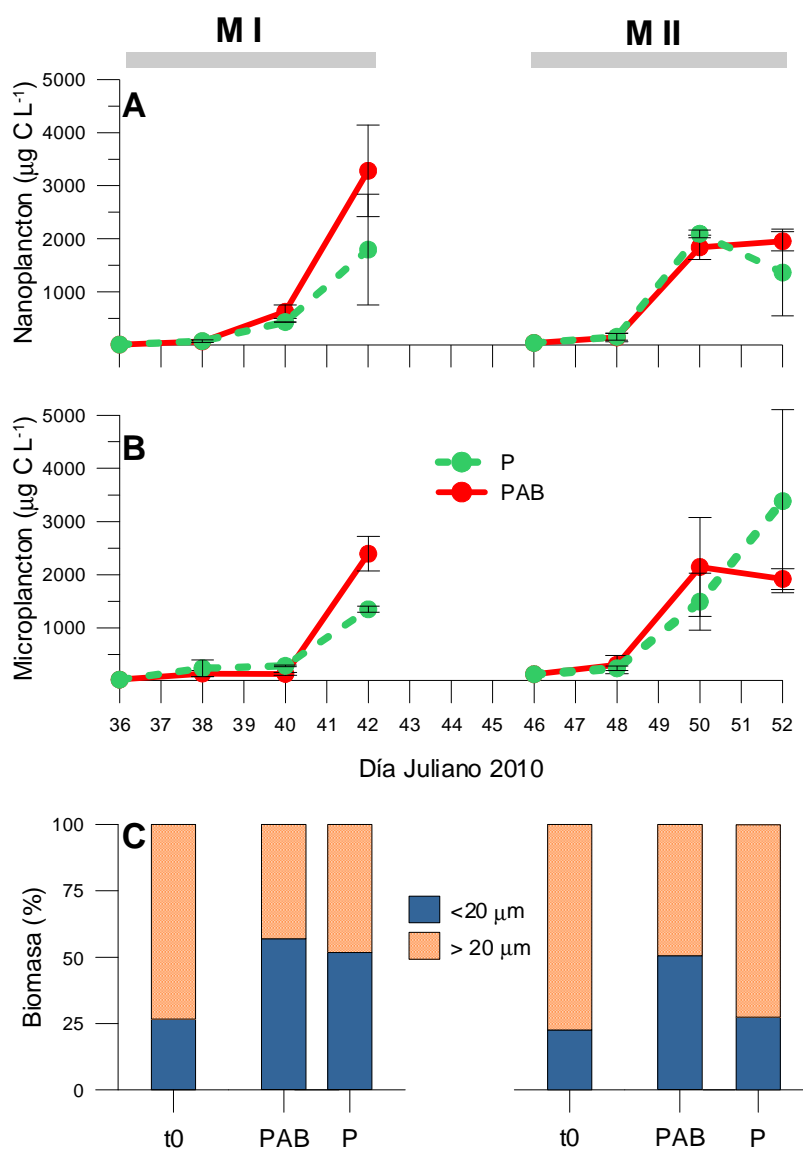 M I M II
A
Nanoplancton (µg C L-1)
5000
4000
3000
2000
1000
B
Microplancton (µg C L-1)
5000
4000
3000
2000
1000
P
PAB
36 37 38 39 40 41 42 43 44 45 46 47 48 49 50 51 52
Día Juliano 2010
C
Biomasa (%)
100
75
50
25
0
<20 µm
> 20 µm
t0 PAB P t0 PAB P